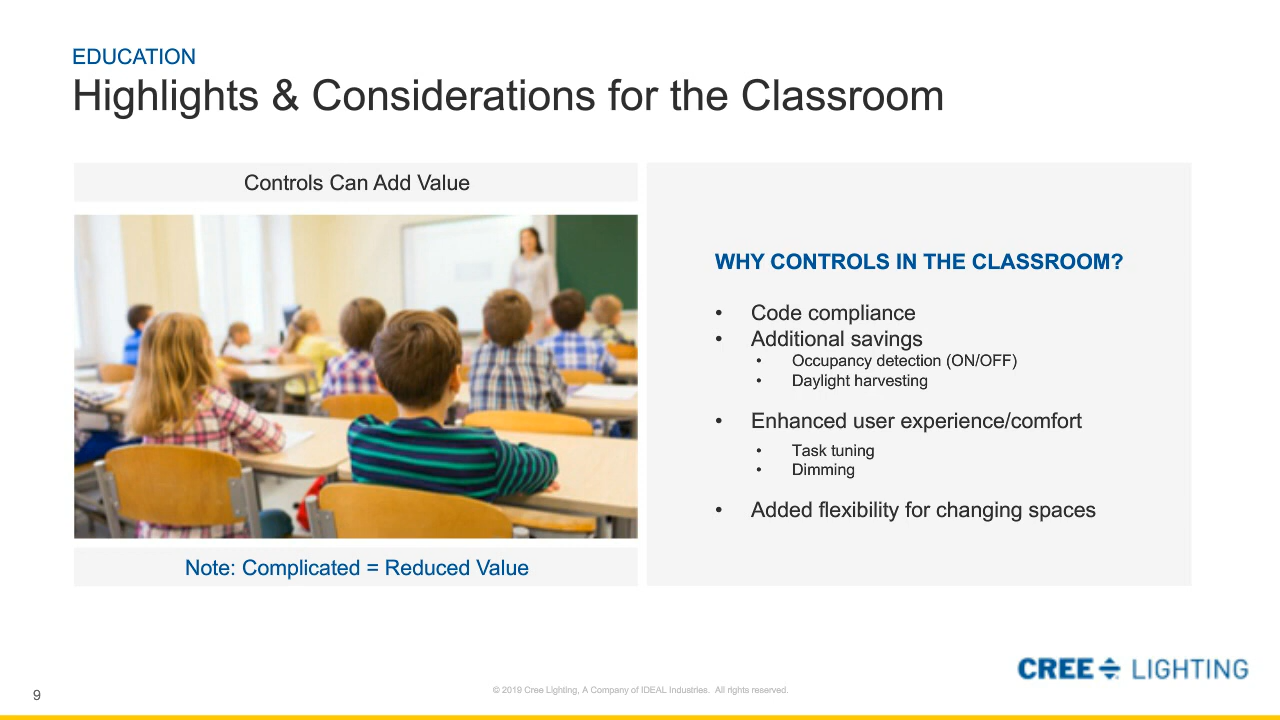 EDUCATION
Highlights & Considerations for the Classroom
Controls Can Add Value
Note: Complicated = Reduced Value
WHY CONTROLS IN THE CLASSROOM?
• Code compliance
• Additional savings
• Occupancy detection (ON/OFF)
• Daylight harvesting
• Enhanced user experience/comfort
• Task tuning
• Dimming
• Added flexibility for changing spaces
CREE LIGHTING
9
© 2019 Cree Lighting, A Company of IDEAL Industries. All rights reserved.